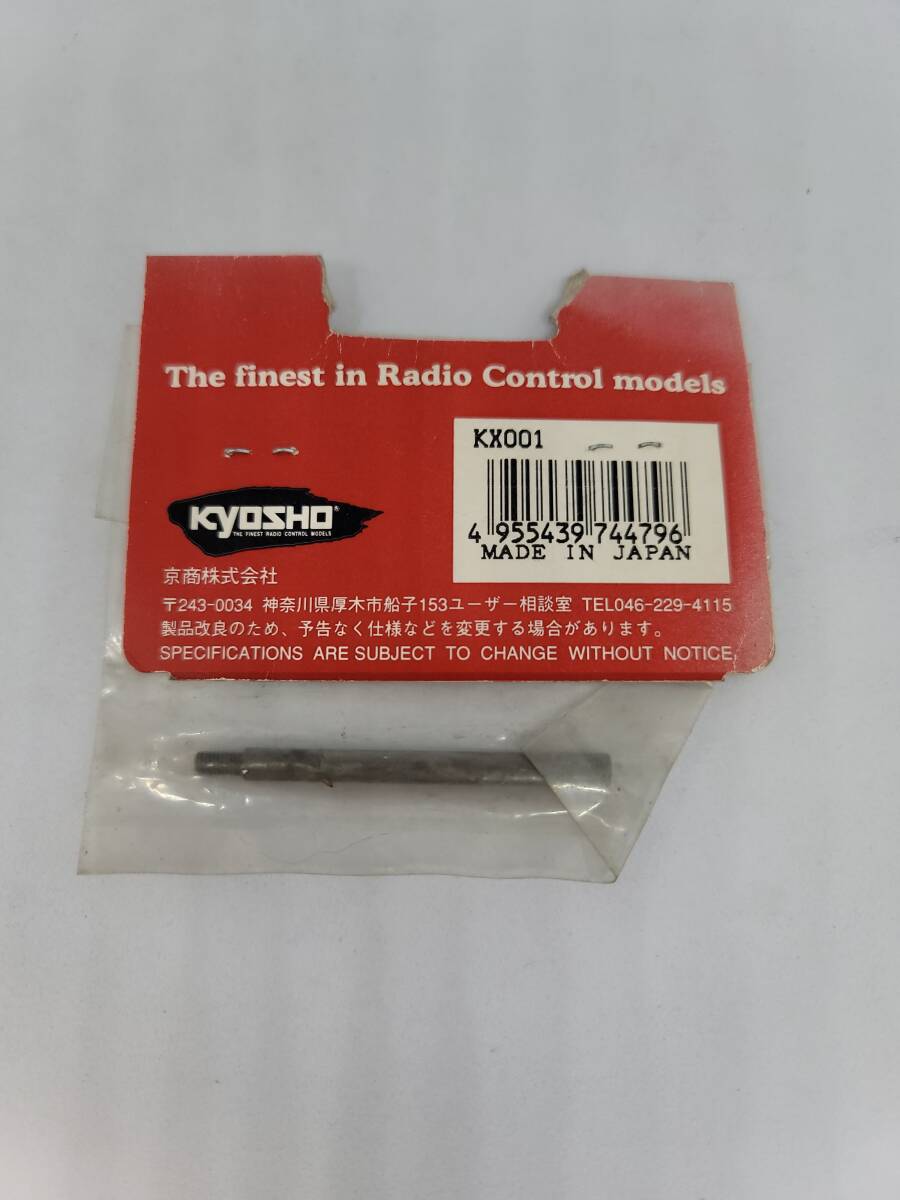 The finest in Radio Control models
KX001
4 955439 744796
MADE IN JAPAN
KYOSHO®
THE FINEST RADIO CONTROL MODELS
京商株式会社
〒243-0034 神奈川県厚木市船子153ユーザー相談室 TEL046-229-4115
製品改良のため、予告なく仕様などを変更する場合があります。
SPECIFICATIONS ARE SUBJECT TO CHANGE WITHOUT NOTICE.